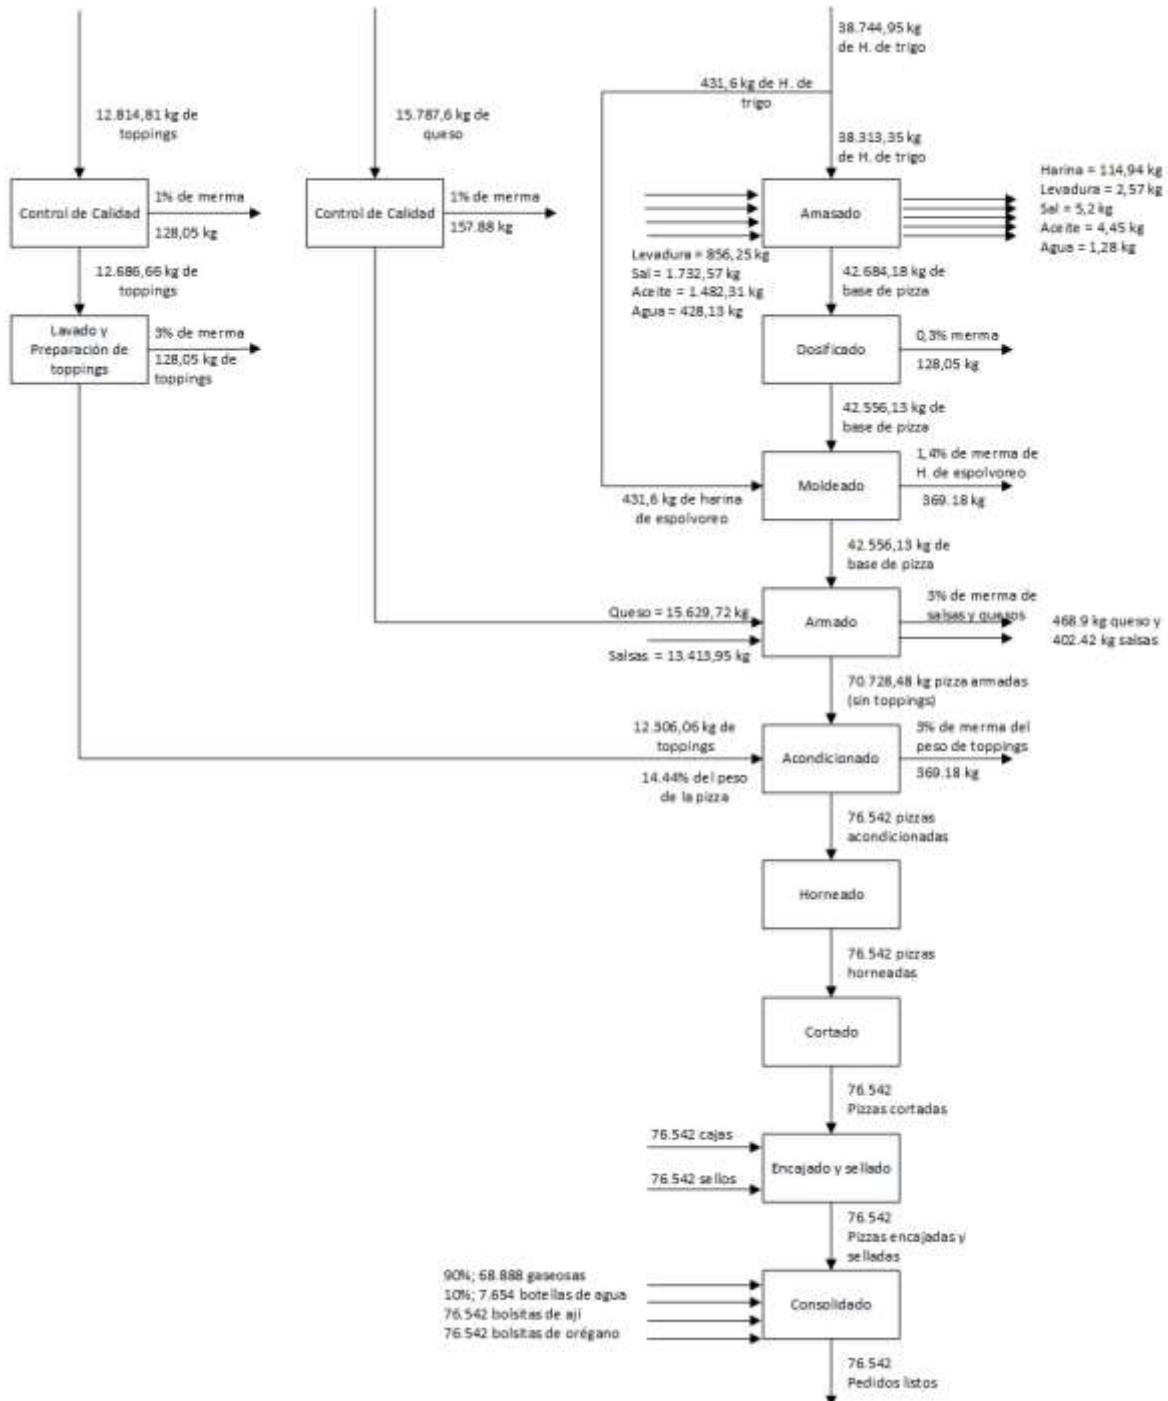 38.744,95 kg
de H. de trigo
431,6 kg de H. de
trigo
12.814,81 kg de
toppings
15.787,6 kg de
queso
38.313,35 kg
de H. de trigo
Control de Calidad
1% de merma
128,05 kg
Control de Calidad
1% de merma
157.88 kg
Amasado
Harina = 114,94 kg
Levadura = 2,57 kg
Sal = 5,2 kg
Aceite = 4,45 kg
Agua = 1,28 kg
Levadura = 856,25 kg
Sal = 1.732,57 kg
Aceite = 1.482,31 kg
Agua = 428,13 kg
12.686,66 kg de
toppings
42.684,18 kg de
base de pizza
Lavado y
Preparación de
toppings
3% de merma
128,05 kg de
toppings
Dosificado
0,3% merma
128,05 kg
42.556,13 kg de
base de pizza
Moldeado
1,4% de merma de
H. de espolvoreo
369.18 kg
431,6 kg de harina
de espolvoreo
42.556,13 kg de
base de pizza
Queso = 15.629,72 kg
Salsas = 13.413,95 kg
Armado
3% de merma de
salsas y quesos
468.9 kg queso y
402.42 kg salsas
70.728,48 kg pizza armadas
(sin toppings)
12.306,06 kg de
toppings
14.44% del peso
de la pizza
Acondicionado
3% de merma del
peso de toppings
369.18 kg
76.542 pizzas
acondicionadas
Horneado
76.542 pizzas
horneadas
Cortado
76.542
Pizzas cortadas
76.542 cajas
76.542 sellos
Encajado y sellado
76.542
Pizzas encajadas y
selladas
90%; 68.888 gaseosas
10%; 7.654 botellas de agua
76.542 bolsitas de ají
76.542 bolsitas de orégano
Consolidado
76.542
Pedidos listos